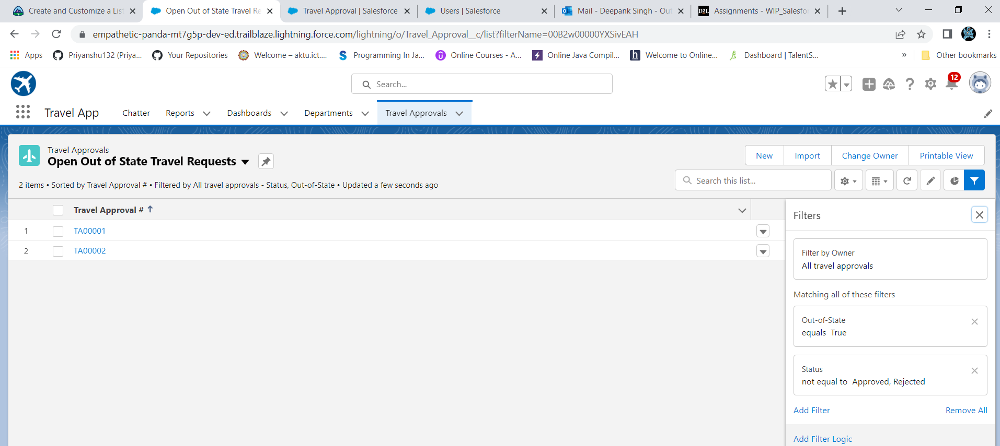 Create and Customize a List
Open Out of State Travel Re
Travel Approval | Salesforce
Users | Salesforce
Mail - Deepank Singh - Out
D2L
Assignments - WIP_Salesfor
empathetic-panda-mt7g5p-dev-ed.trailblaze.lightning.force.com/lightning/o/Travel_Approval__c/list?filterName=00B2w00000YXSivEAH
Apps
Priyanshu132 (Priya...
Your Repositories
Welcome – aktu.ict....
Programming In Ja...
Online Courses - A...
Online Java Compil...
Welcome to Online...
Dashboard | TalentS...
»
Other bookmarks
Search...
12
Travel App
Chatter
Reports
Dashboards
Departments
Travel Approvals
Travel Approvals
Open Out of State Travel Requests
New
Import
Change Owner
Printable View
2 items • Sorted by Travel Approval # • Filtered by All travel approvals - Status, Out-of-State • Updated a few seconds ago
Search this list...
Travel Approval #
1
TA00001
2
TA00002
Filters
Filter by Owner
All travel approvals
Matching all of these filters
Out-of-State
equals True
Status
not equal to Approved, Rejected
Add Filter
Remove All
Add Filter Logic